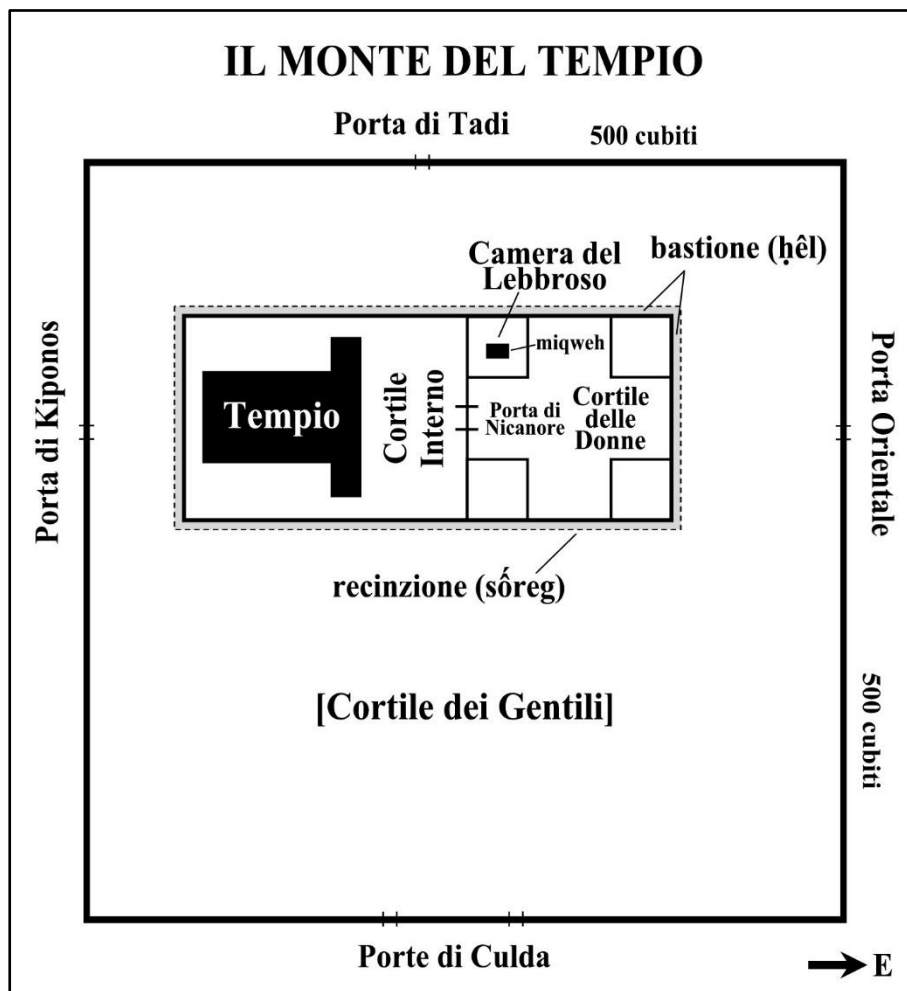 IL MONTE DEL TEMPIO
Porta di Tadi
500 cubiti
Camera del
Lebbroso
bastione (ḥêl)
miqweh
Porta di Kiponos
Tempio
Cortile
Interno
Porta di
Nicanore
Cortile
delle
Donne
Porta Orientale
recinzione (sṓreg)
[Cortile dei Gentili]
500 cubiti
Porte di Culda
E